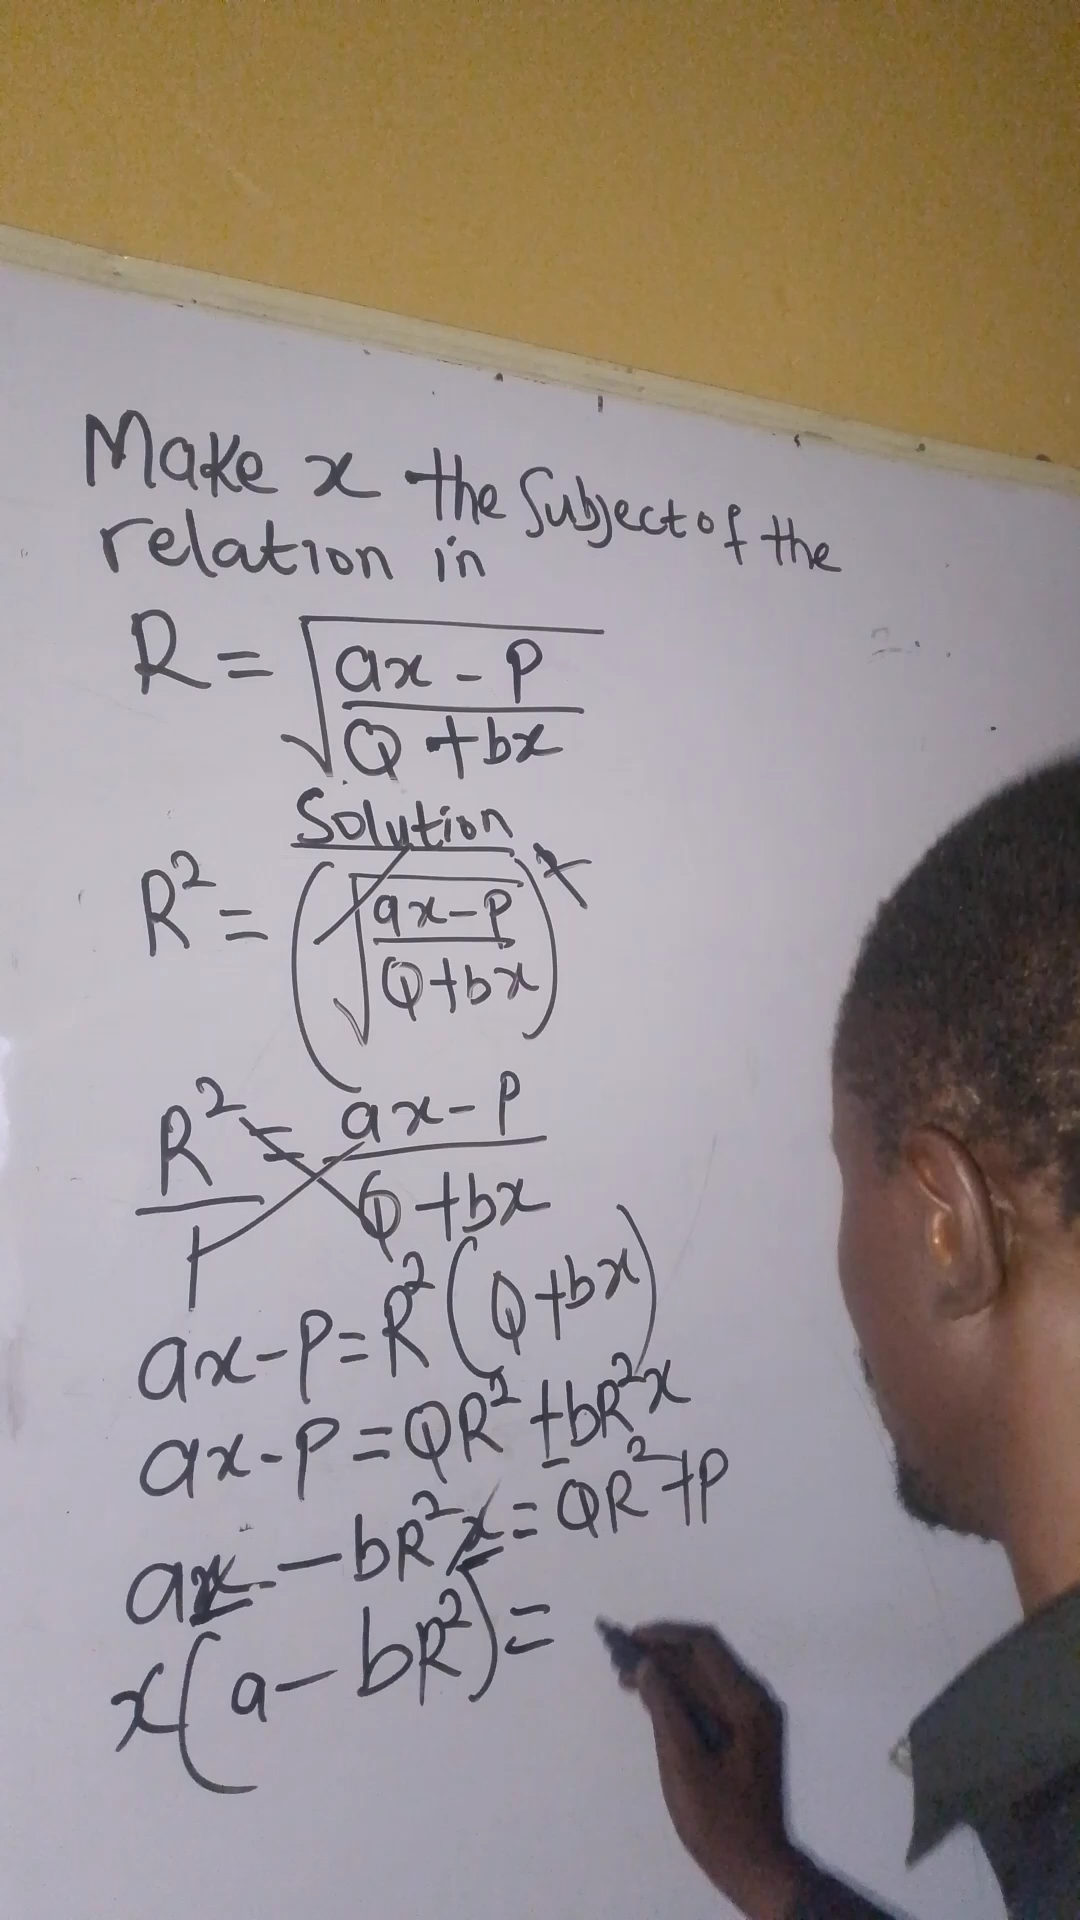 Make x the Subject of the
relation in
R = √(ax - P / Q + bx)
Solution
R² = (√(ax-P / Q+bx))²
R²/1 = ax-P / Q+bx
ax-P=R²(Q+bx)
ax-P=QR²+bR²x
ax-bR²x=QR²+P
x(a-bR²)=